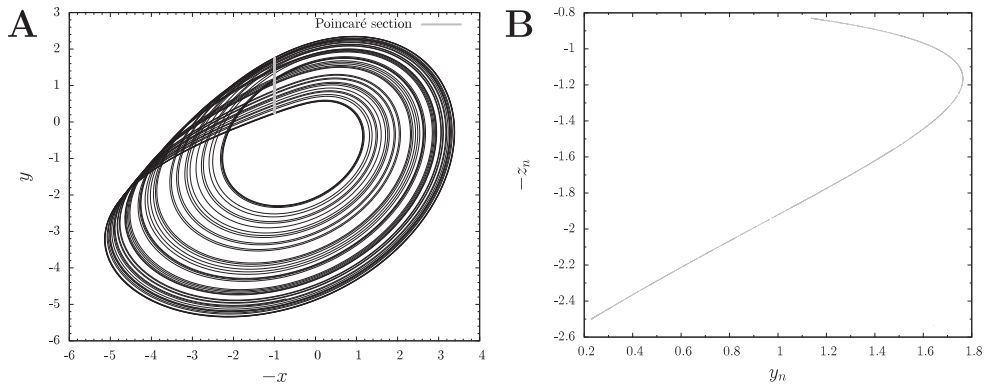 A
Poincaré section
3
2
1
0
-1
-2
-3
-4
-5
-6
y
-6 -5 -4 -3 -2 -1 0 1 2 3 4
−x
B
-0.8
-1
-1.2
-1.4
-1.6
-1.8
-2
-2.2
-2.4
-2.6
−zₙ
0.2 0.4 0.6 0.8 1 1.2 1.4 1.6 1.8
yₙ